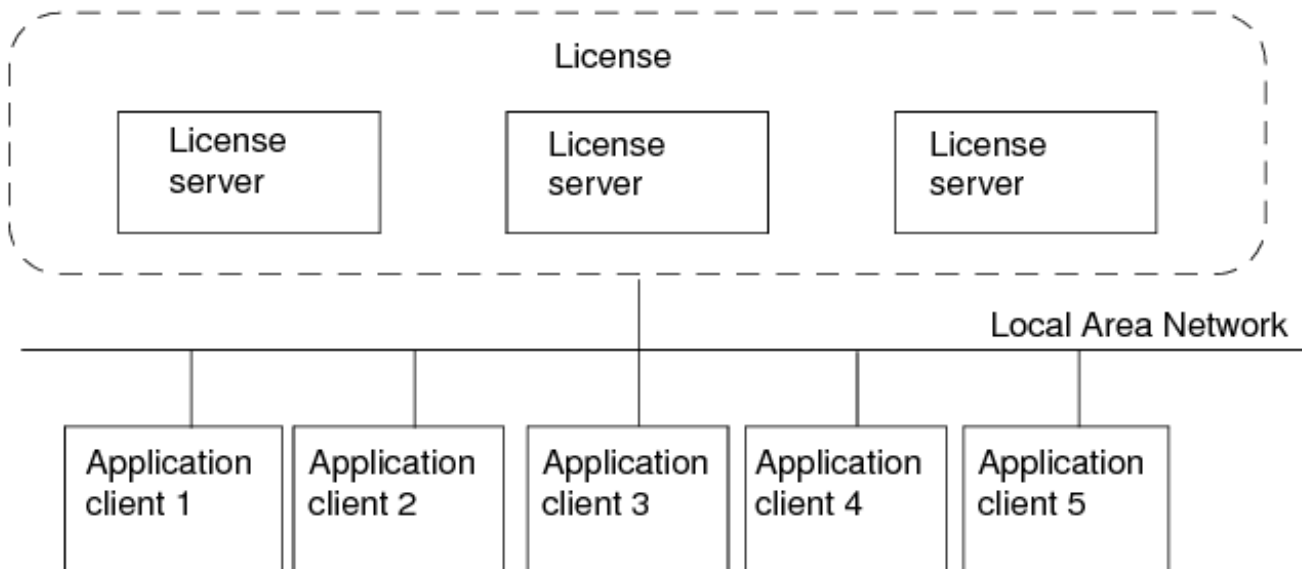 License
License
server
License
server
License
server
Local Area Network
Application
client 1
Application
client 2
Application
client 3
Application
client 4
Application
client 5